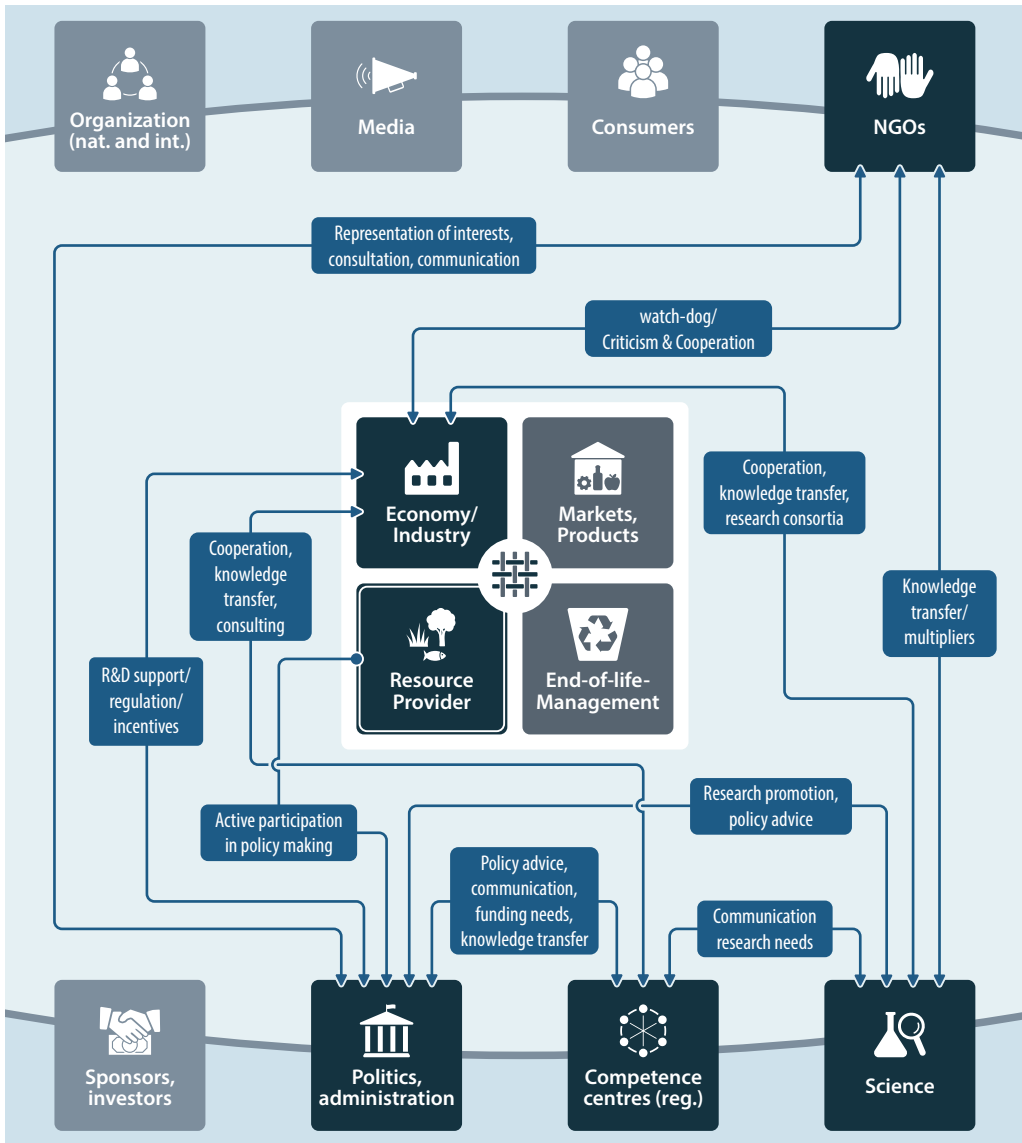 Organization
(nat. and int.)
Media
Consumers
NGOs
Representation of interests,
consultation, communication
watch-dog/
Criticism & Cooperation
Economy/
Industry
Markets,
Products
Cooperation,
knowledge transfer,
research consortia
Cooperation,
knowledge
transfer,
consulting
Knowledge
transfer/
multipliers
R&D support/
regulation/
incentives
Resource
Provider
End-of-life-
Management
Active participation
in policy making
Research promotion,
policy advice
Policy advice,
communication,
funding needs,
knowledge transfer
Communication
research needs
Sponsors,
investors
Politics,
administration
Competence
centres (reg.)
Science